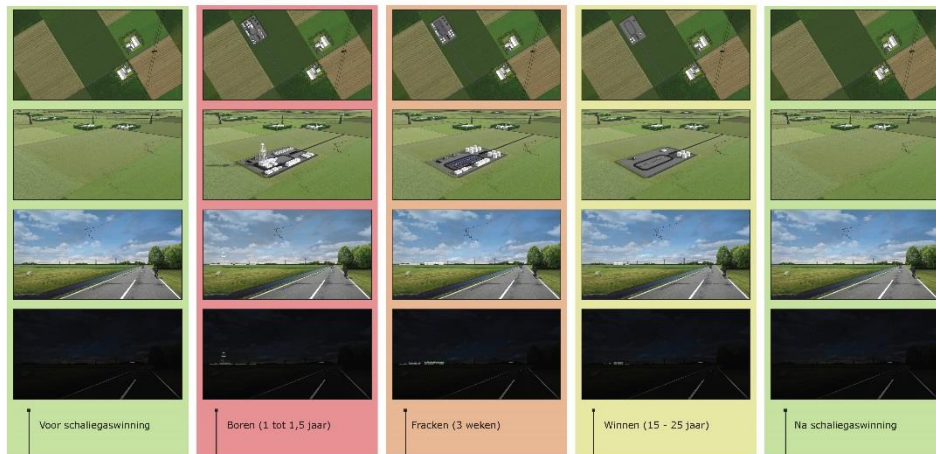 Voor schaliegaswinning
Boren (1 tot 1,5 jaar)
Fracken (3 weken)
Winnen (15 - 25 jaar)
Na schaliegaswinning